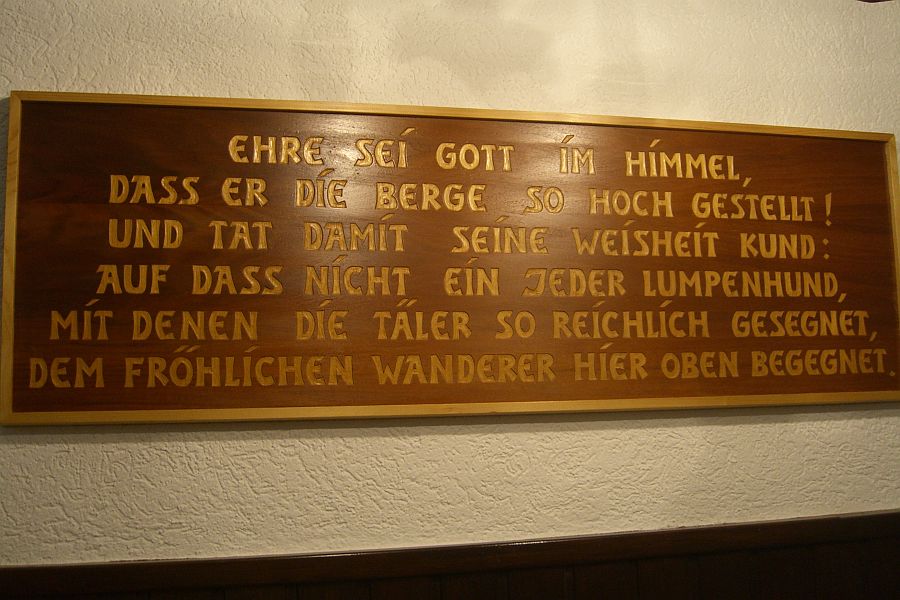 EHRE SEI GOTT IM HIMMEL,
DASS ER DIE BERGE SO HOCH GESTELLT!
UND TAT DAMIT SEINE WEISHEIT KUND:
AUF DASS NICHT EIN JEDER LUMPENHUND,
MIT DENEN DIE TÄLER SO REICHLICH GESEGNET,
DEM FRÖHLICHEN WANDERER HIER OBEN BEGEGNET.